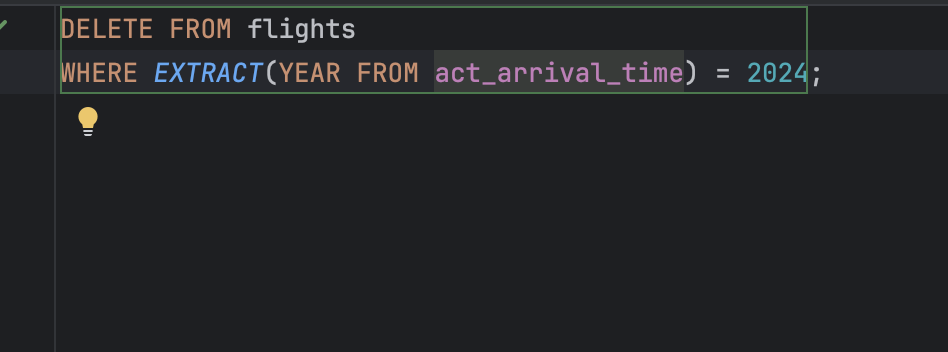 DELETE FROM flights
WHERE EXTRACT(YEAR FROM act_arrival_time) = 2024;